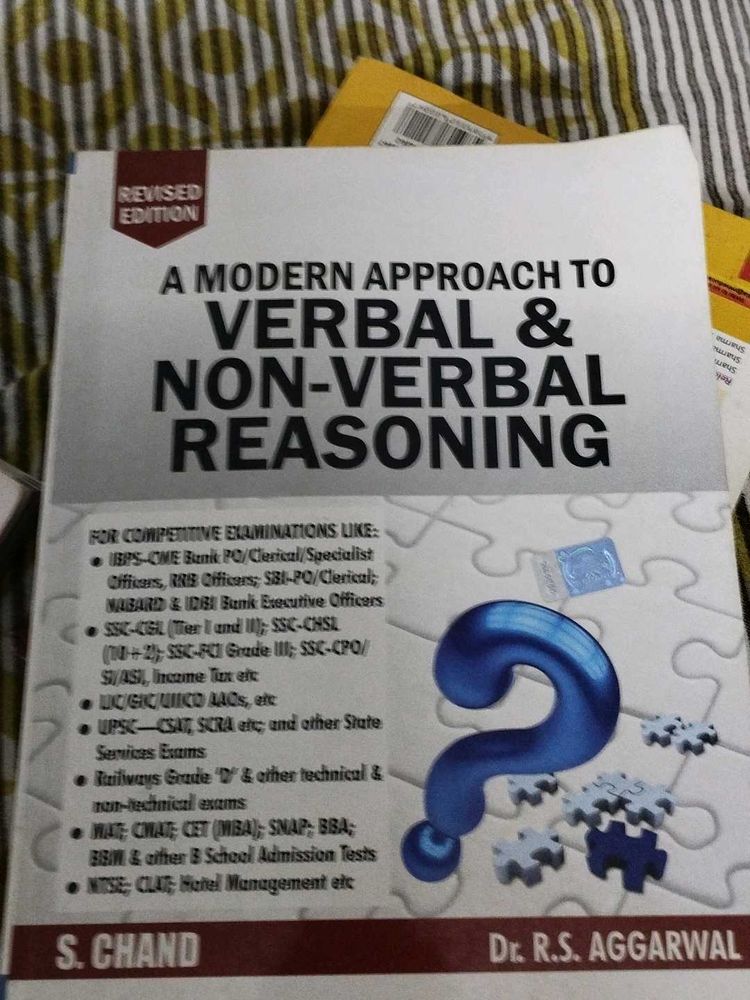 REVISED
EDITION
A MODERN APPROACH TO
VERBAL &
NON-VERBAL
REASONING
FOR COMPETITIVE EXAMINATIONS LIKE:
• IBPS-CWE Bank PO/Clerical/Specialist
Officers, RRB Officers; SBI-PO/Clerical;
NABARD & IDBI Bank Executive Officers
• SSC-CGL (Tier I and II); SSC-CHSL
(10+2); SSC-FCI Grade III; SSC-CPO/
SI/ASI, Income Tax etc
• LIC/GIC/UIICO AAOs, etc
• UPSC—CSAT, SCRA etc; and other State
Services Exams
• Railways Grade 'D' & other technical &
non-technical exams
• MAT; CMAT; CET (MBA); SNAP; BBA;
BBM & other B School Admission Tests
• NTSE; CLAT; Hotel Management etc
S. CHAND
Dr. R.S. AGGARWAL
Sharma
Sharma